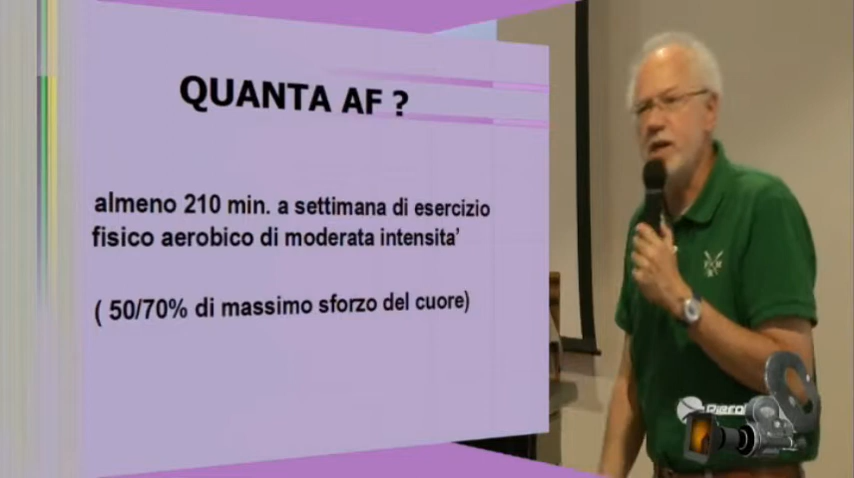 QUANTA AF ?
almeno 210 min. a settimana di esercizio
fisico aerobico di moderata intensita'
( 50/70% di massimo sforzo del cuore)